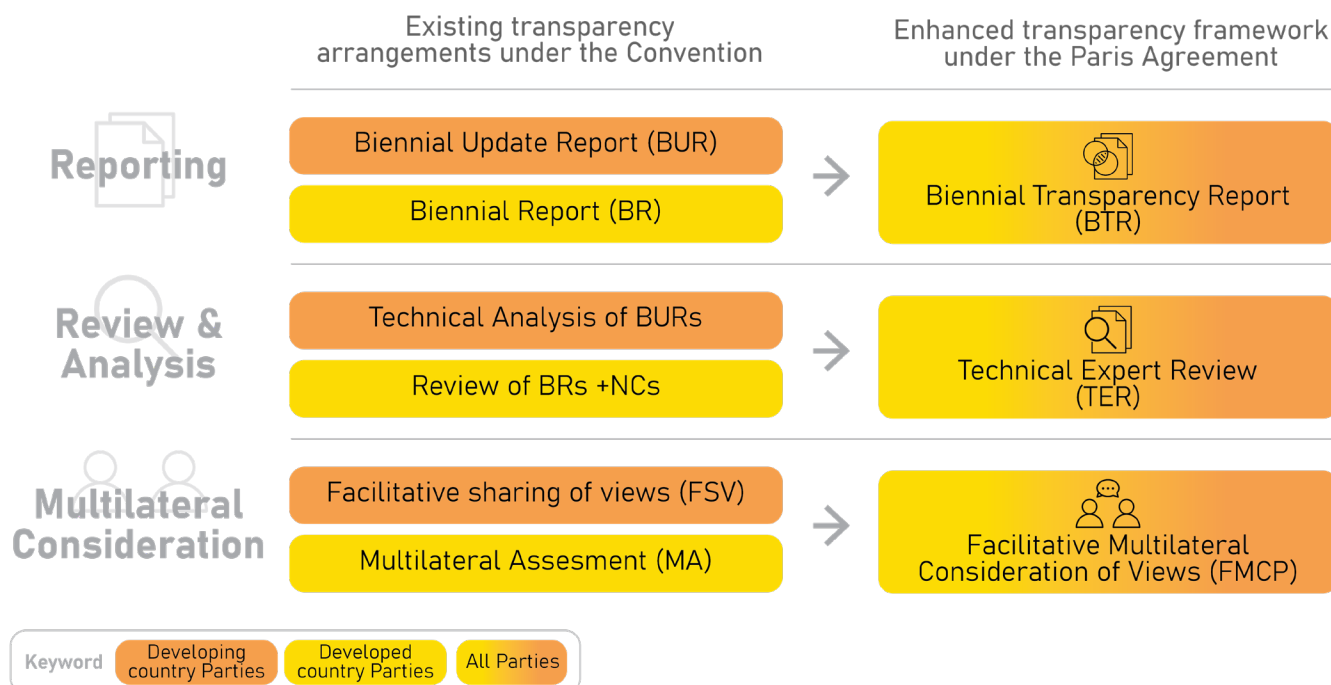 Existing transparency
arrangements under the Convention
Enhanced transparency framework
under the Paris Agreement
Reporting
Biennial Update Report (BUR)
Biennial Report (BR)
Biennial Transparency Report
(BTR)
Review &
Analysis
Technical Analysis of BURs
Review of BRs +NCs
Technical Expert Review
(TER)
Multilateral
Consideration
Facilitative sharing of views (FSV)
Multilateral Assesment (MA)
Facilitative Multilateral
Consideration of Views (FMCP)
Keyword
Developing
country Parties
Developed
country Parties
All Parties